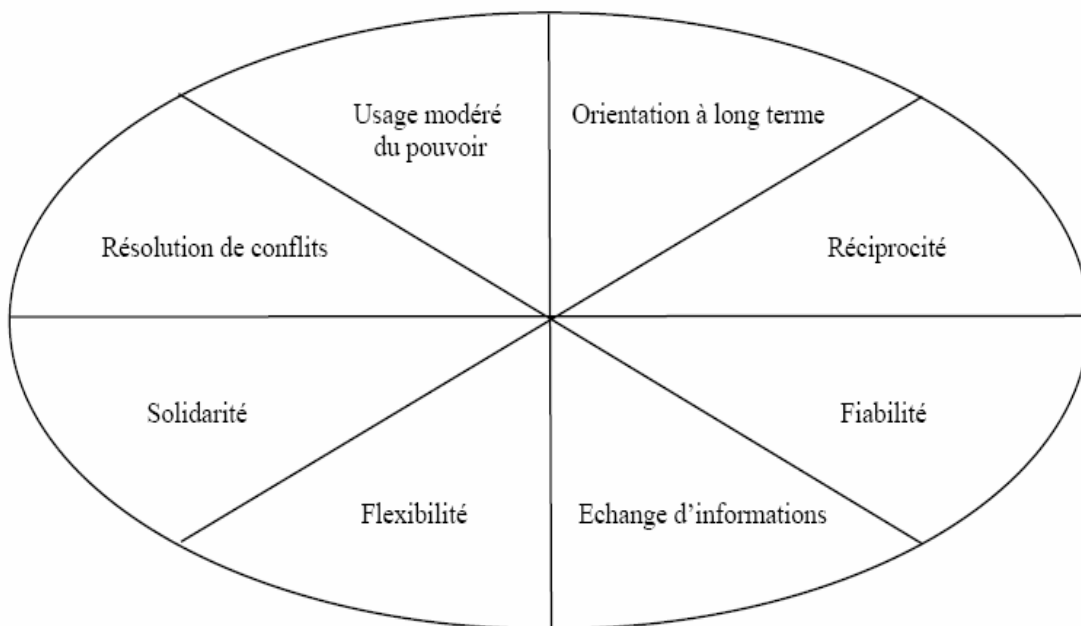 Usage modéré
du pouvoir
Orientation à long terme
Résolution de conflits
Réciprocité
Solidarité
Fiabilité
Flexibilité
Echange d’informations